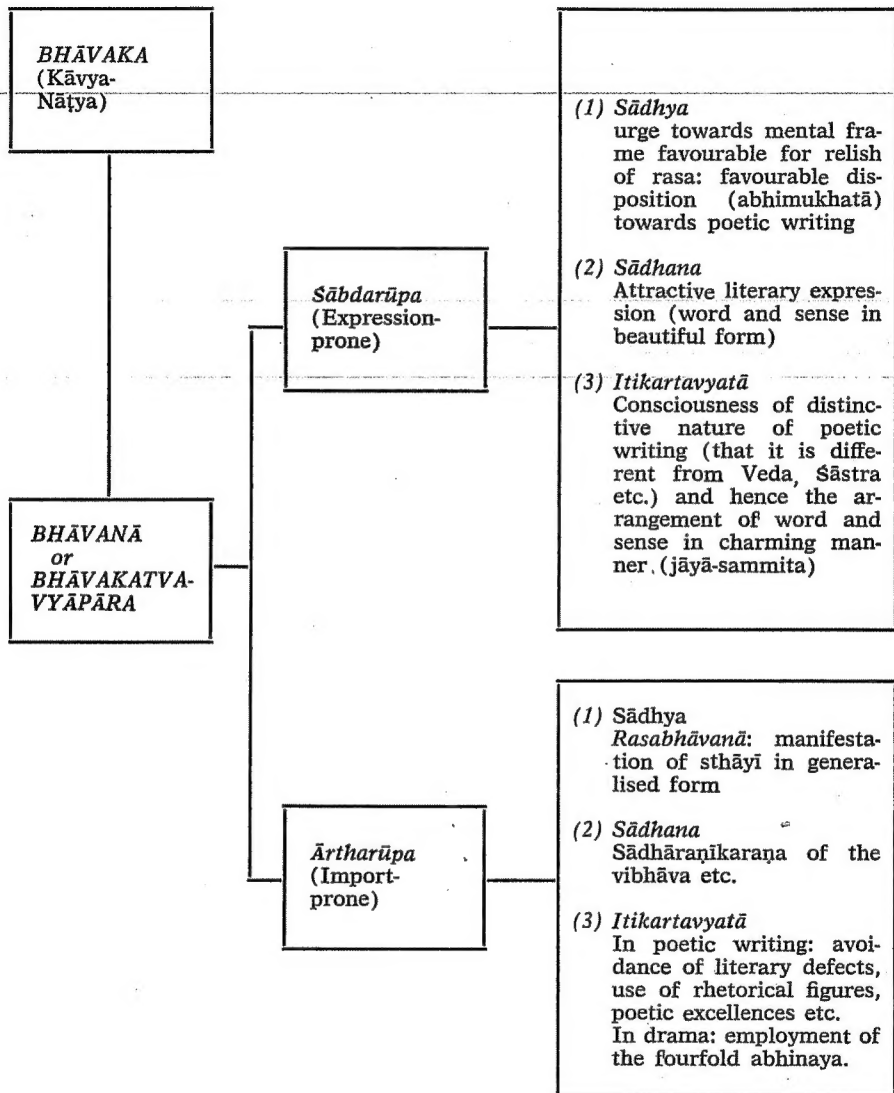 BHĀVAKA
(Kāvya-
Nāṭya)
(1) Sādhya
urge towards mental fra-
me favourable for relish
of rasa: favourable dis-
position (abhimukhatā)
towards poetic writing
(2) Sādhana
Attractive literary expres-
sion (word and sense in
beautiful form)
(3) Itikartavyatā
Consciousness of distinc-
tive nature of poetic
writing (that it is diffe-
rent from Veda, Śāstra
etc.) and hence the ar-
rangement of word and
sense in charming man-
ner. (jāyā-sammita)
Śābdarūpa
(Expression-
prone)
BHĀVANĀ
or
BHĀVAKATVA-
VYĀPĀRA
Ārtharūpa
(Import-
prone)
(1) Sādhya
Rasabhāvanā: manifesta-
tion of sthāyī in genera-
lised form
(2) Sādhana
Sādhāraṇīkaraṇa of the
vibhāva etc.
(3) Itikartavyatā
In poetic writing: avoi-
dance of literary defects,
use of rhetorical figures,
poetic excellences etc.
In drama: employment of
the fourfold abhinaya.